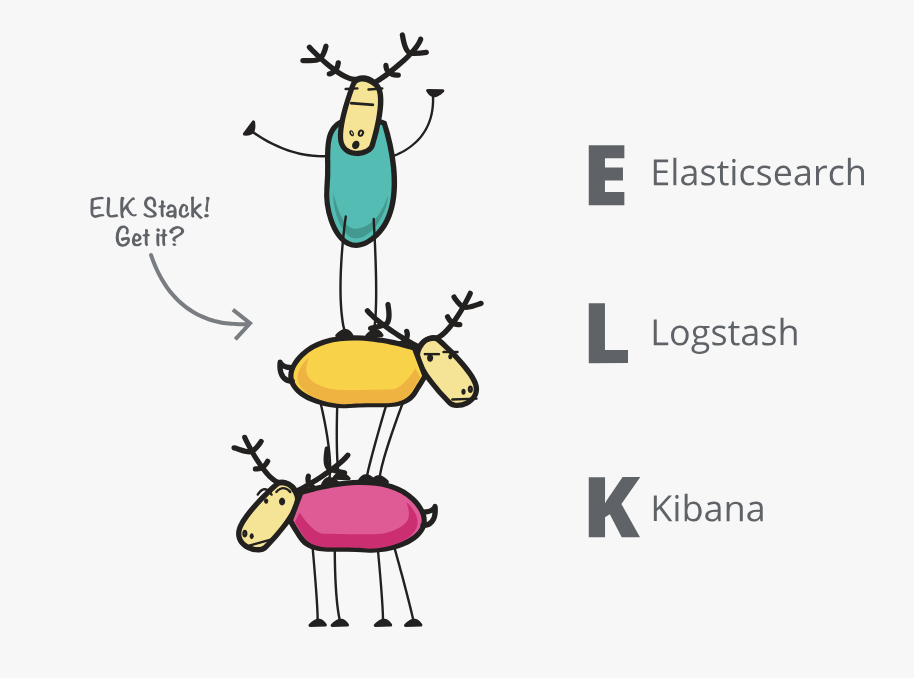 ELK Stack!
Get it?
E Elasticsearch
L Logstash
K Kibana